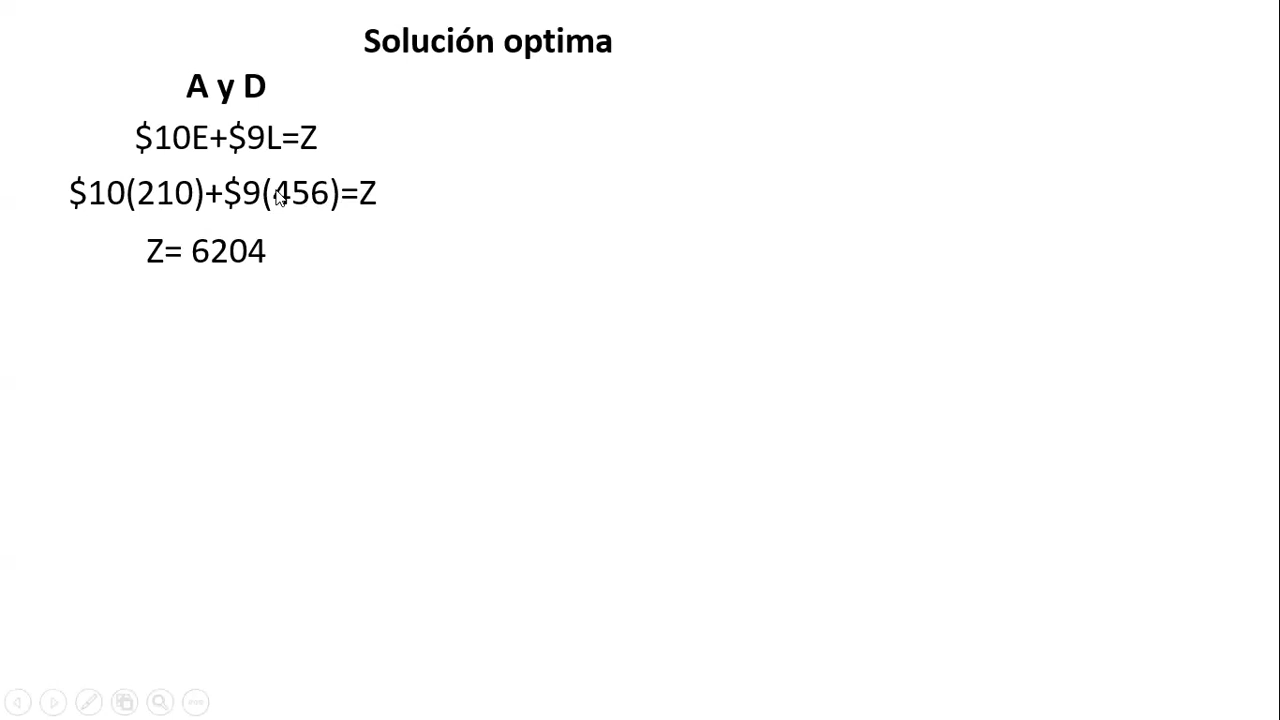 Solución optima
A y D
$10E+$9L=Z
$10(210)+$9(456)=Z
Z= 6204